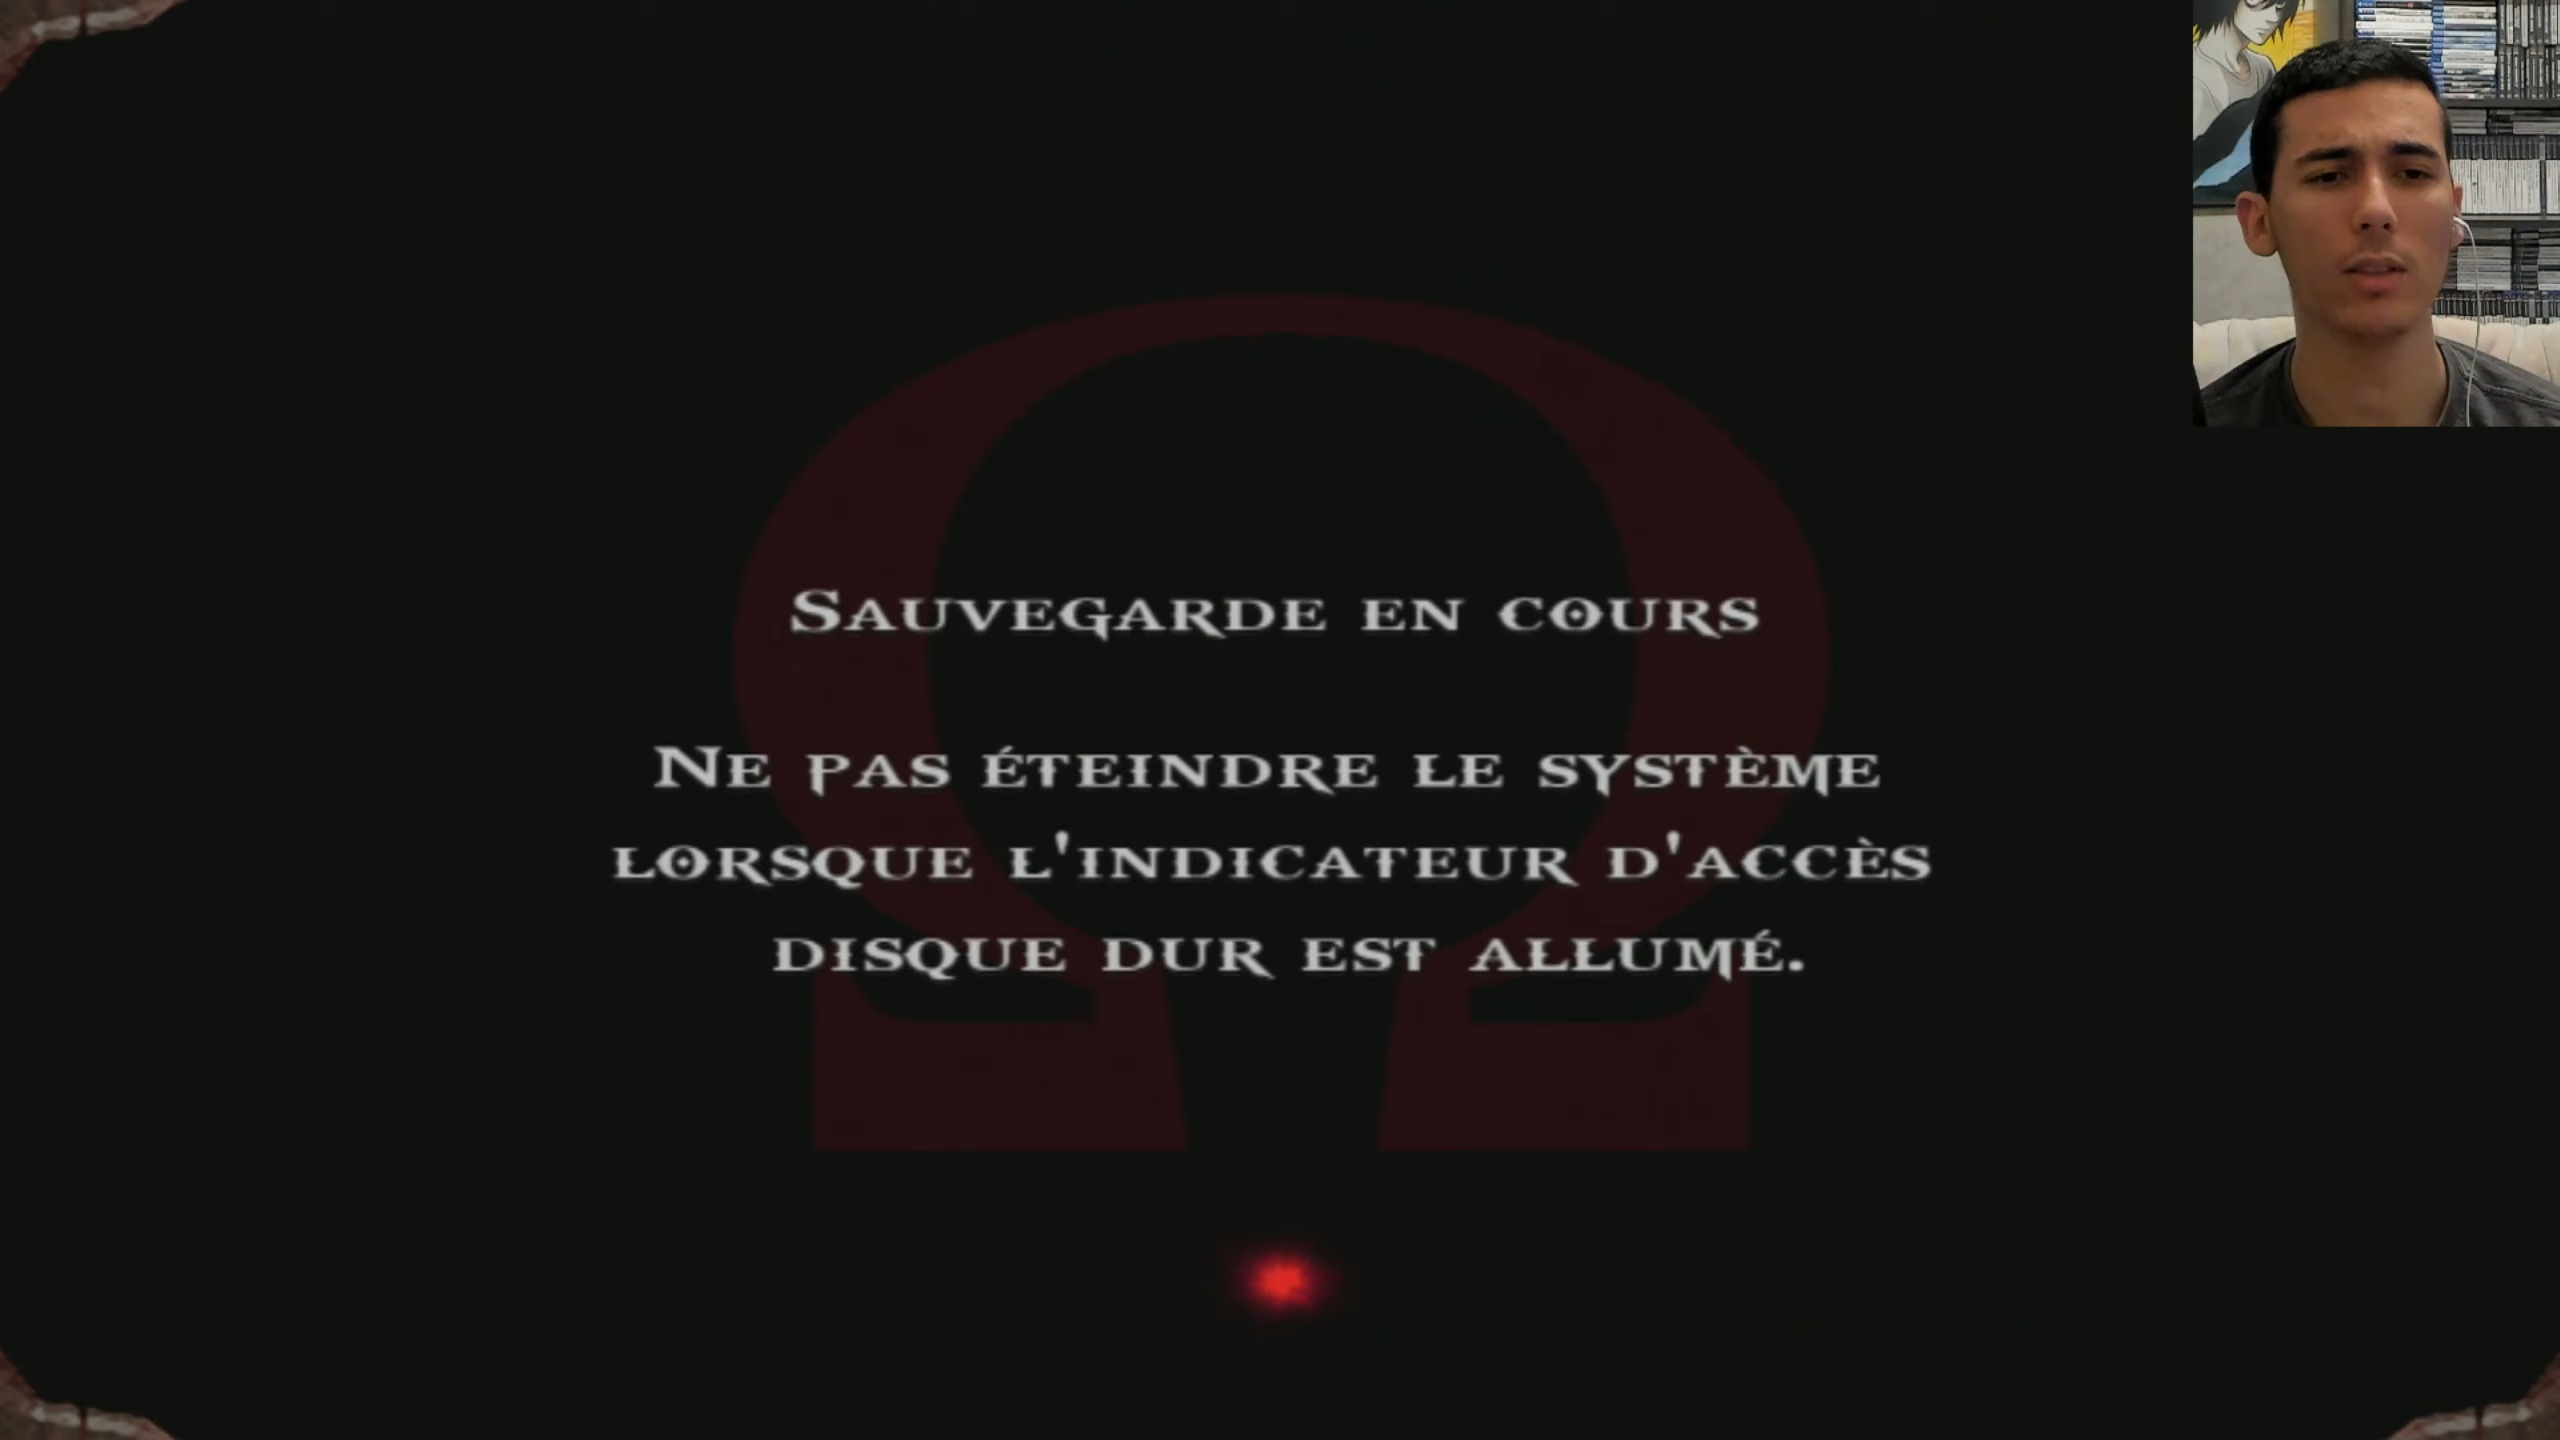 Sauvegarde en cours
Ne pas éteindre le système
lorsque l'indicateur d'accès
disque dur est allumé.